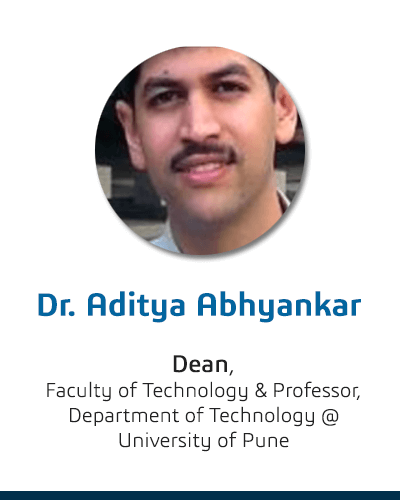 Dr. Aditya Abhyankar
Dean,
Faculty of Technology & Professor,
Department of Technology @
University of Pune